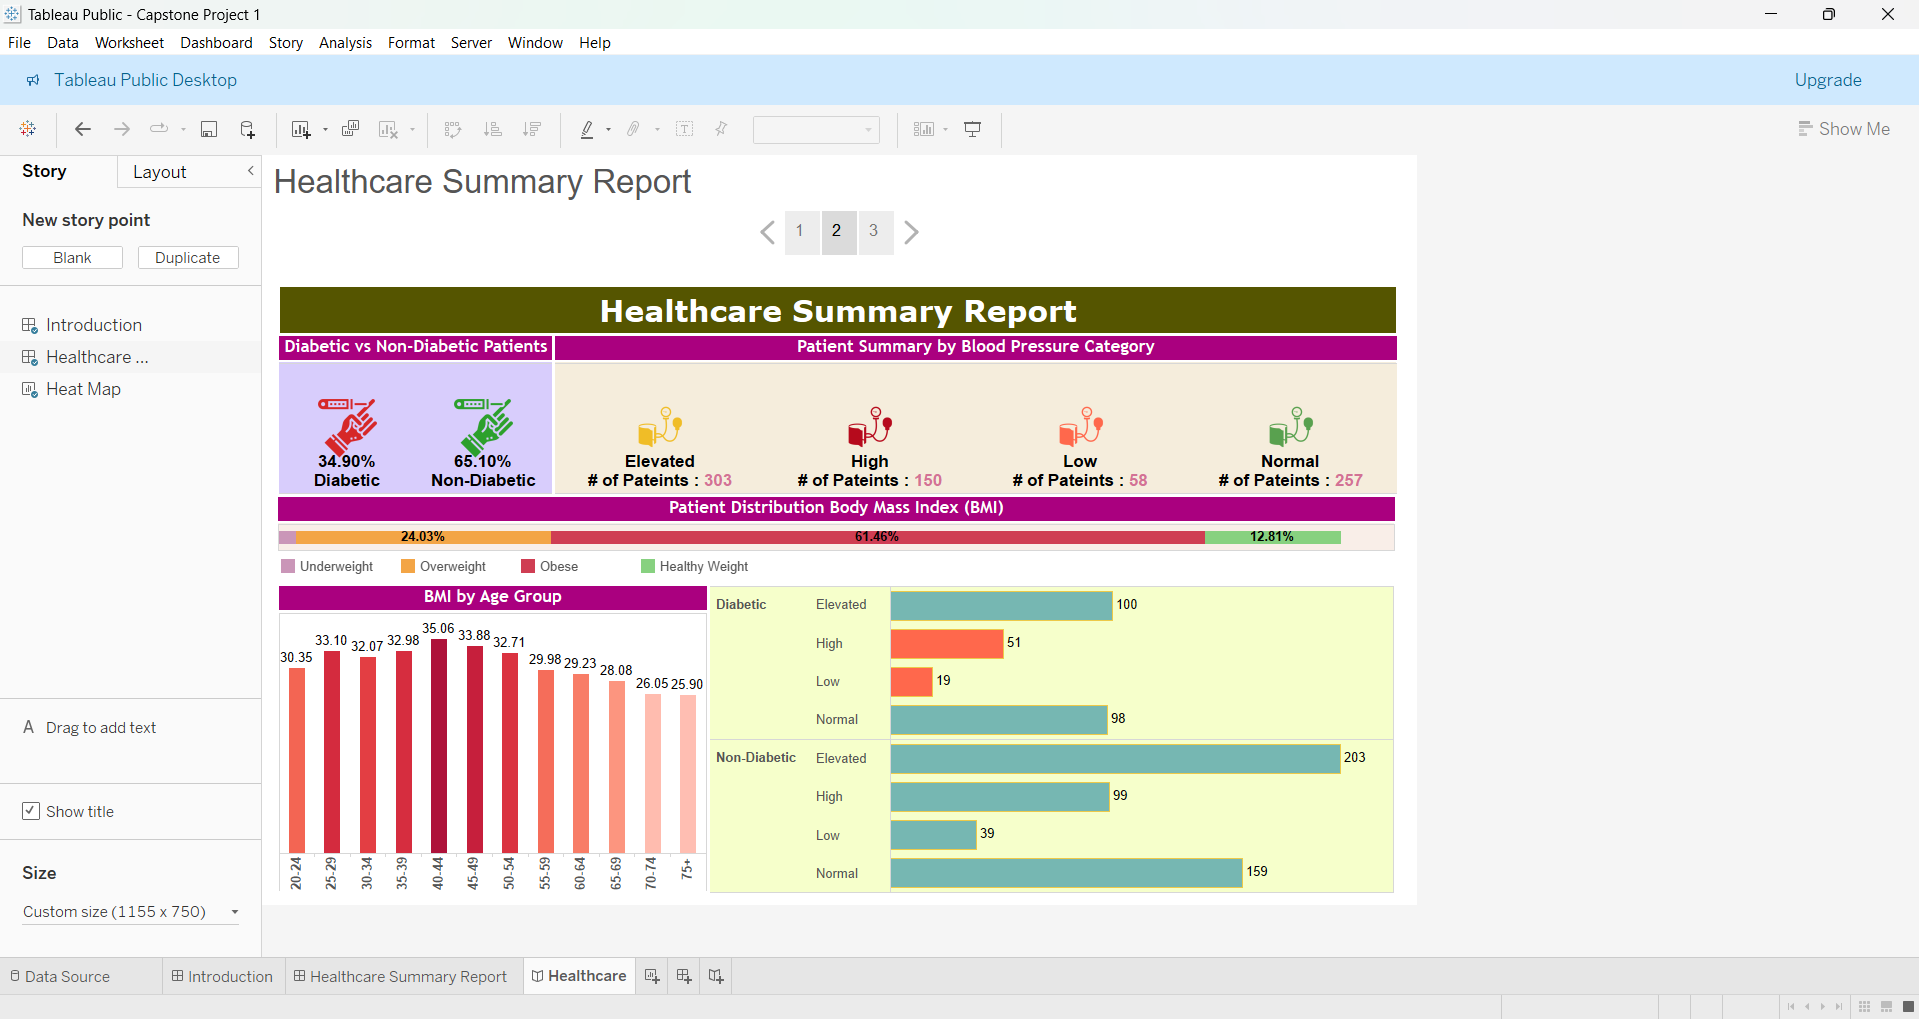 Tableau Public - Capstone Project 1
File Data Worksheet Dashboard Story Analysis Format Server Window Help
Tableau Public Desktop Upgrade
Show Me
Story Layout
New story point
Blank Duplicate
Introduction
Healthcare ...
Heat Map
A Drag to add text
Show title
Size
Custom size (1155 x 750)
Healthcare Summary Report
1 2 3
Healthcare Summary Report
Diabetic vs Non-Diabetic Patients
34.90% 65.10%
Diabetic Non-Diabetic
Patient Summary by Blood Pressure Category
Elevated High Low Normal
# of Pateints : 303 # of Pateints : 150 # of Pateints : 58 # of Pateints : 257
Patient Distribution Body Mass Index (BMI)
24.03% 61.46% 12.81%
Underweight Overweight Obese Healthy Weight
BMI by Age Group
30.35 33.10 32.07 32.98 35.06 33.88 32.71 29.98 29.23 28.08 26.05 25.90
20-24 25-29 30-34 35-39 40-44 45-49 50-54 55-59 60-64 65-69 70-74 75+
Diabetic Elevated 100
High 51
Low 19
Normal 98
Non-Diabetic Elevated 203
High 99
Low 39
Normal 159
Data Source Introduction Healthcare Summary Report Healthcare